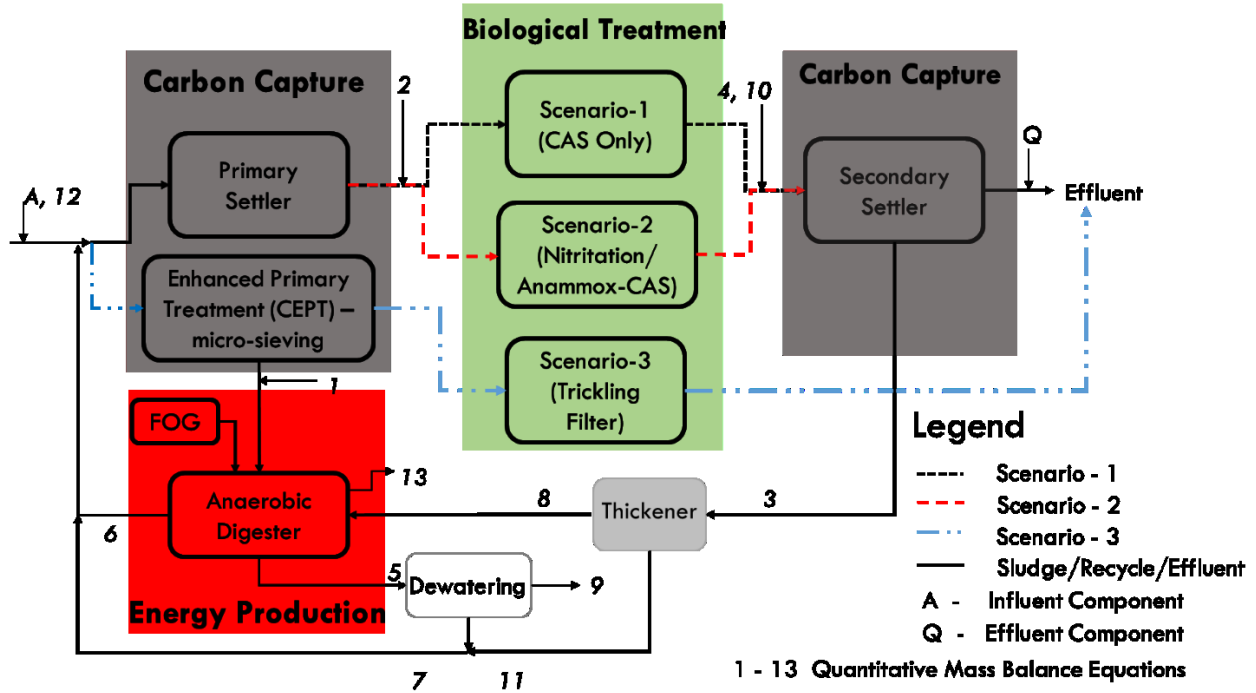 Biological Treatment
Carbon Capture
2
Scenario-1
(CAS Only)
4, 10
Carbon Capture
Primary
Settler
Q
Secondary
Settler
A, 12
Effluent
Scenario-2
(Nitritation/
Anammox-CAS)
Enhanced Primary
Treatment (CEPT) –
micro-sieving
Scenario-3
(Trickling
Filter)
1
FOG
Legend
13
Scenario - 1
Anaerobic
Digester
8
Thickener
3
Scenario - 2
6
Scenario - 3
5
Dewatering
9
Sludge/Recycle/Effluent
Energy Production
A - Influent Component
Q - Effluent Component
7
11
1 - 13 Quantitative Mass Balance Equations